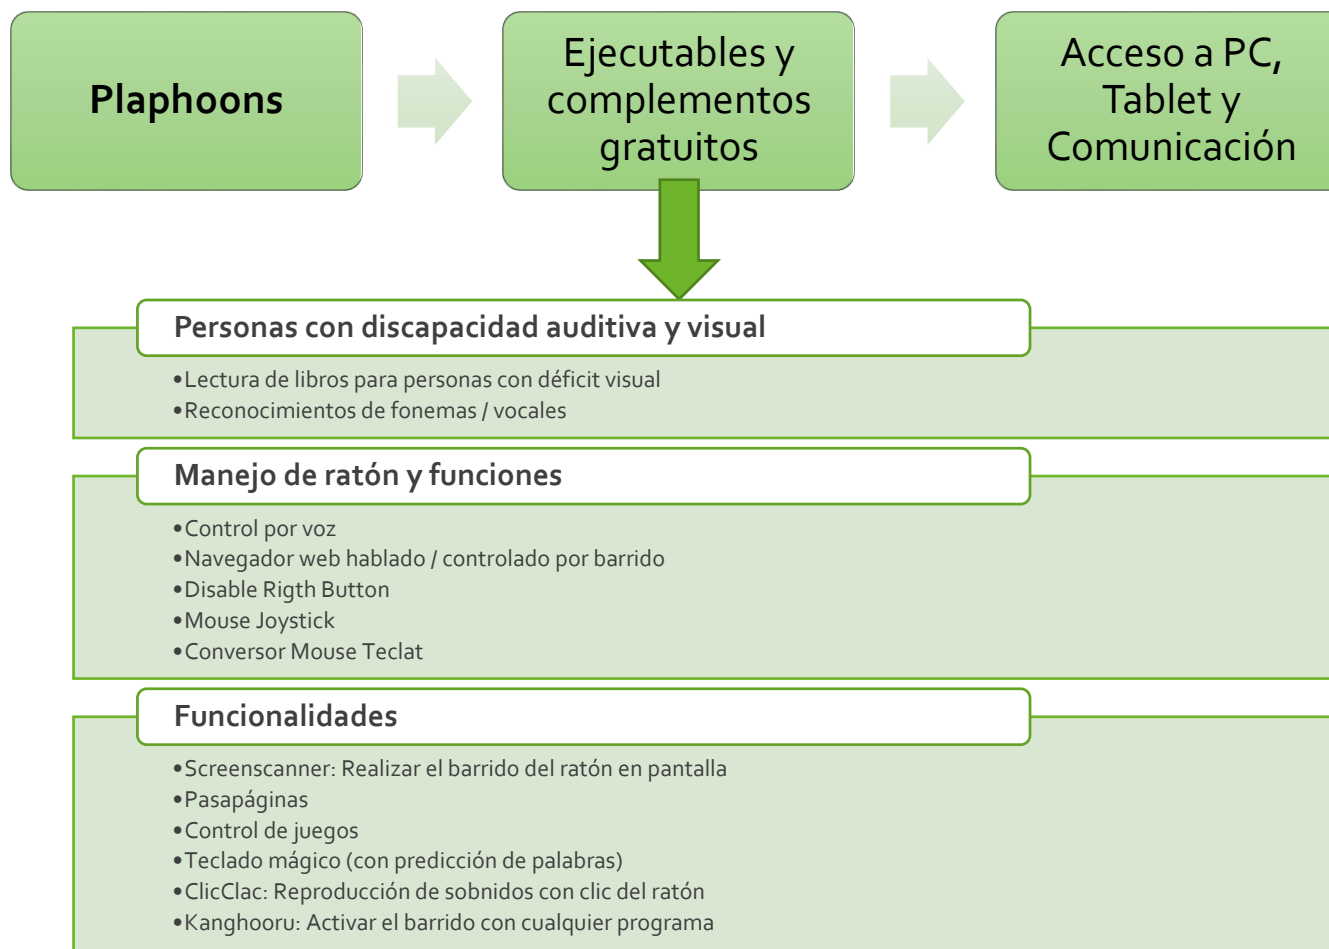 Plaphoons
Ejecutables y
complementos
gratuitos
Acceso a PC,
Tablet y
Comunicación
Personas con discapacidad auditiva y visual
•Lectura de libros para personas con déficit visual
•Reconocimientos de fonemas / vocales
Manejo de ratón y funciones
•Control por voz
•Navegador web hablado / controlado por barrido
•Disable Rigth Button
•Mouse Joystick
•Conversor Mouse Teclat
Funcionalidades
•Screenscanner: Realizar el barrido del ratón en pantalla
•Pasapáginas
•Control de juegos
•Teclado mágico (con predicción de palabras)
•ClicClac: Reproducción de sobnidos con clic del ratón
•Kanghooru: Activar el barrido con cualquier programa